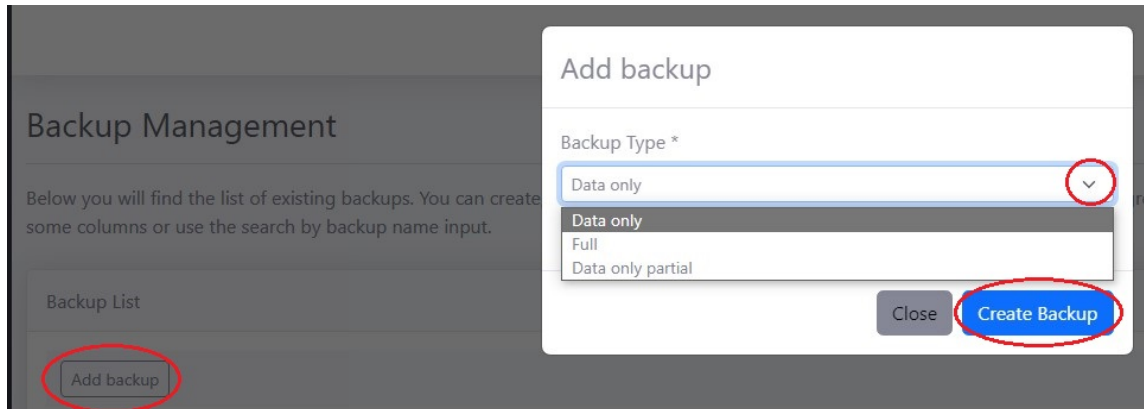 Add backup
Backup Management
Backup Type *
Data only
Below you will find the list of existing backups. You can create
some columns or use the search by backup name input.
Data only
Full
Data only partial
Backup List
Close
Create Backup
Add backup